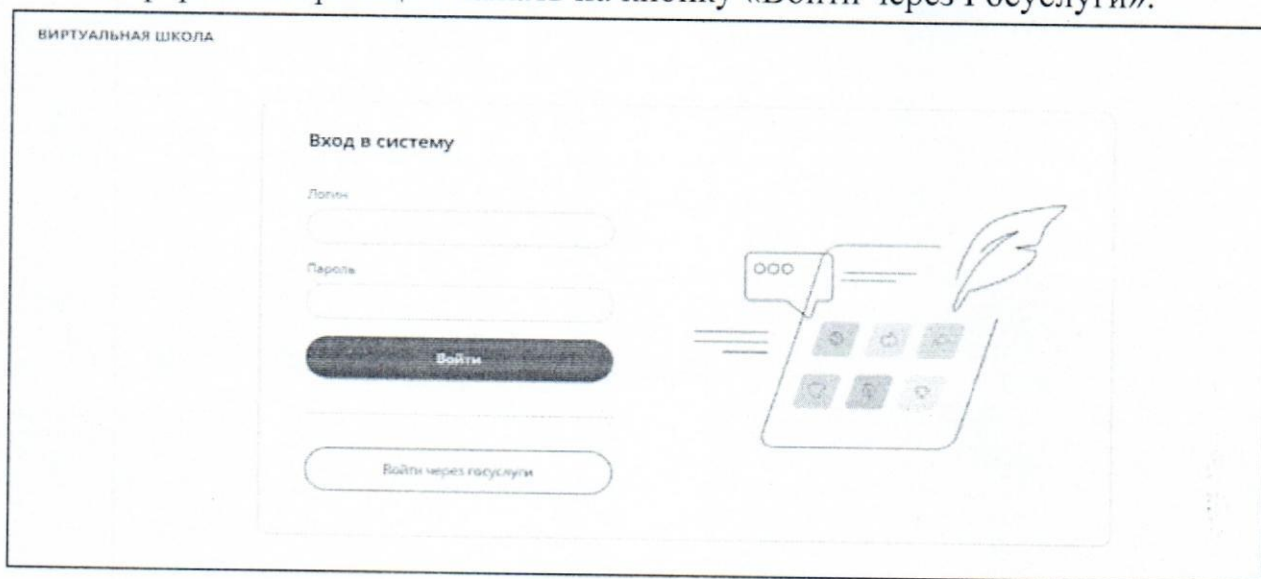 на кнопку «Войти через Госуслуги».
ВИРТУАЛЬНАЯ ШКОЛА
Вход в систему
Логин
Пароль
Войти
Войти через госуслуги